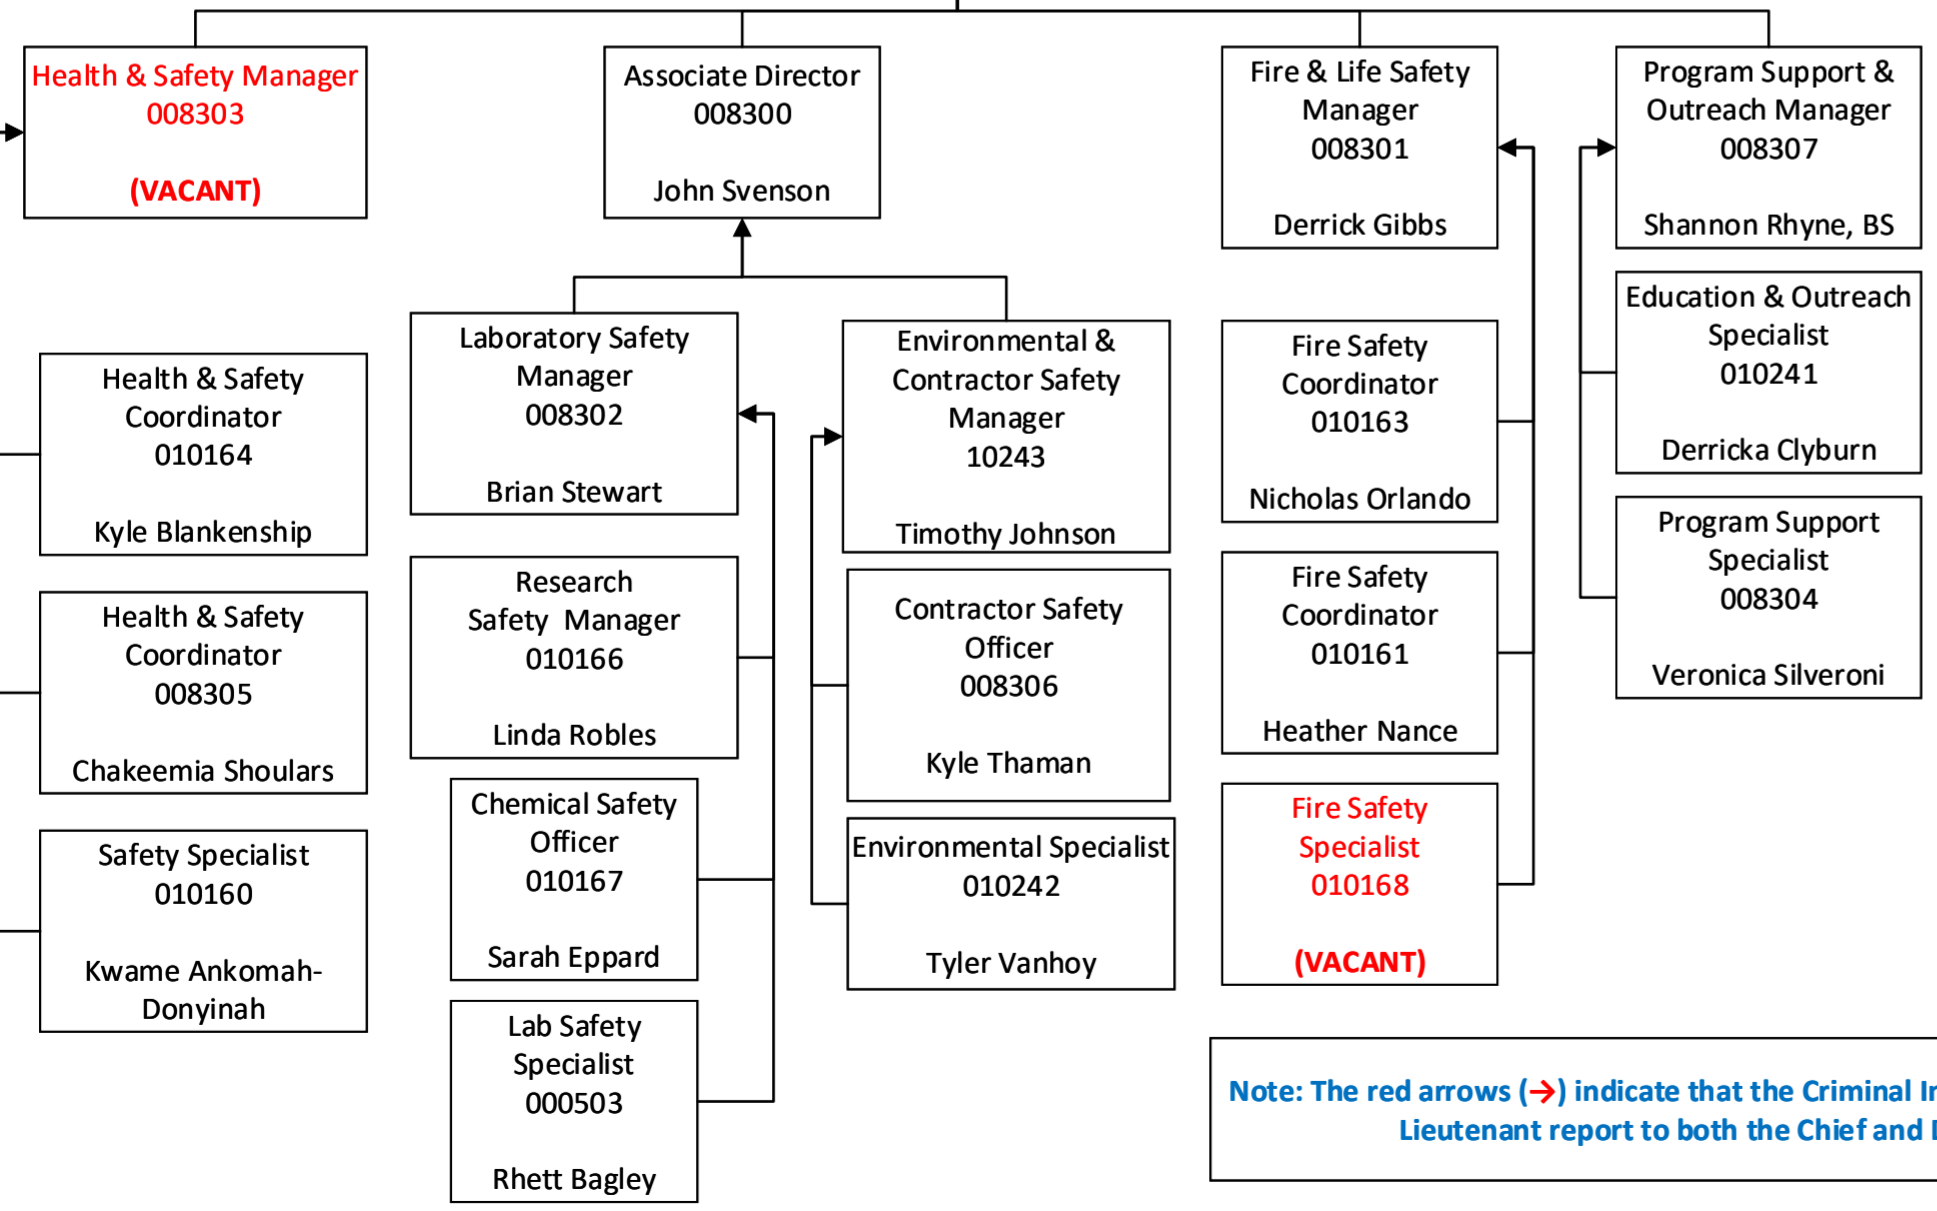 Health & Safety Manager
008303
(VACANT)
Associate Director
008300
John Svenson
Fire & Life Safety
Manager
008301
Derrick Gibbs
Program Support &
Outreach Manager
008307
Shannon Rhyne, BS
Health & Safety
Coordinator
010164
Kyle Blankenship
Health & Safety
Coordinator
008305
Chakeemia Shoulars
Safety Specialist
010160
Kwame Ankomah-
Donyinah
Laboratory Safety
Manager
008302
Brian Stewart
Research
Safety Manager
010166
Linda Robles
Chemical Safety
Officer
010167
Sarah Eppard
Lab Safety
Specialist
000503
Rhett Bagley
Environmental &
Contractor Safety
Manager
10243
Timothy Johnson
Contractor Safety
Officer
008306
Kyle Thaman
Environmental Specialist
010242
Tyler Vanhoy
Fire Safety
Coordinator
010163
Nicholas Orlando
Fire Safety
Coordinator
010161
Heather Nance
Fire Safety
Specialist
010168
(VACANT)
Education & Outreach
Specialist
010241
Derricka Clyburn
Program Support
Specialist
008304
Veronica Silveroni
Note: The red arrows (→) indicate that the Criminal
Lieutenant report to both the Chief and